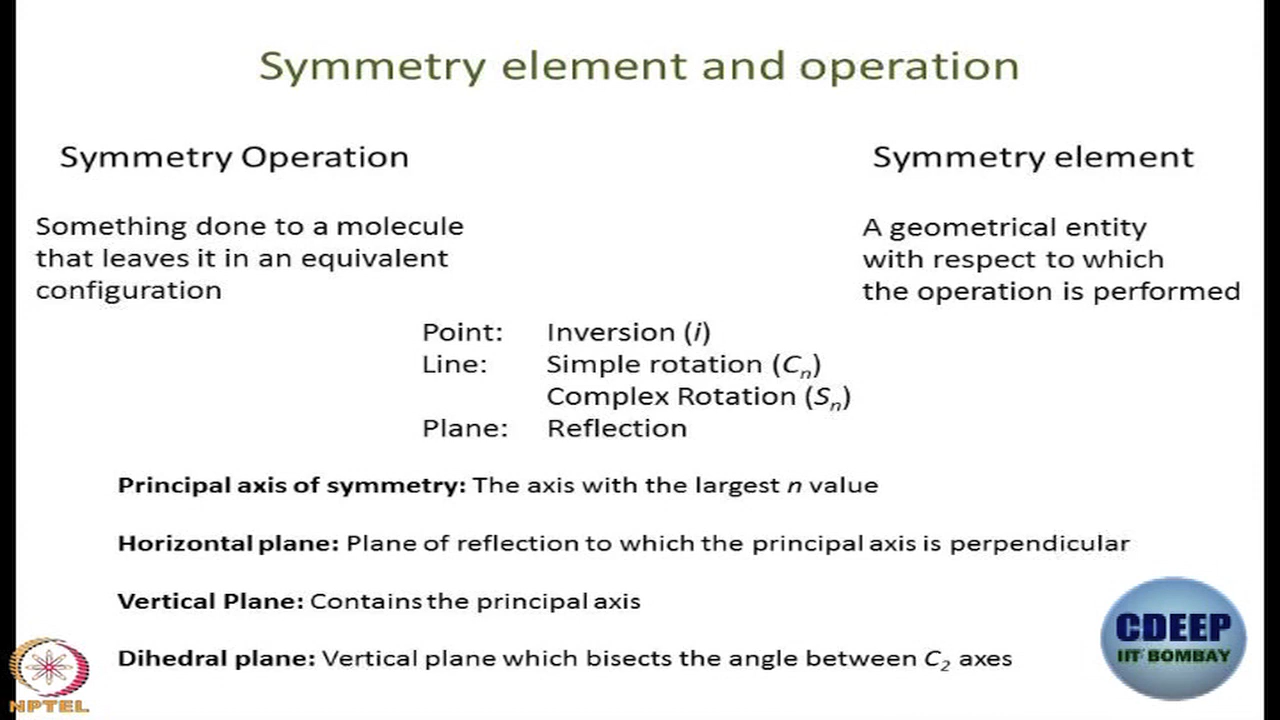 Symmetry element and operation
Symmetry Operation
Symmetry element
Something done to a molecule
that leaves it in an equivalent
configuration
A geometrical entity
with respect to which
the operation is performed
Point: Inversion (i)
Line: Simple rotation (Cn)
Complex Rotation (Sn)
Plane: Reflection
Principal axis of symmetry: The axis with the largest n value
Horizontal plane: Plane of reflection to which the principal axis is perpendicular
Vertical Plane: Contains the principal axis
Dihedral plane: Vertical plane which bisects the angle between C2 axes
CDEEP
IIT BOMBAY
NPTEL